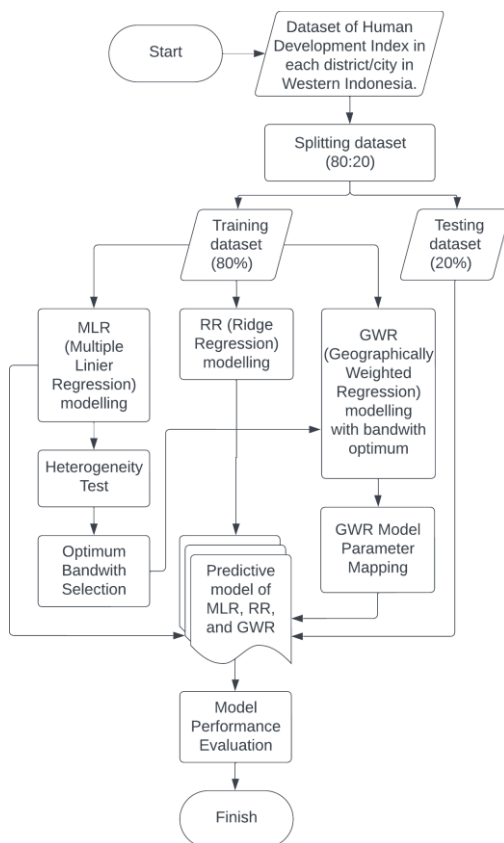 Start
Dataset of Human
Development Index in
each district/city in
Western Indonesia.
Splitting dataset
(80:20)
Training
dataset
(80%)
Testing
dataset
(20%)
MLR
(Multiple
Linier
Regression)
modelling
RR (Ridge
Regression)
modelling
GWR
(Geographically
Weighted
Regression)
modelling
with bandwith
optimum
Heterogeneity
Test
Optimum
Bandwith
Selection
GWR Model
Parameter
Mapping
Predictive
model of
MLR, RR,
and GWR
Model
Performance
Evaluation
Finish